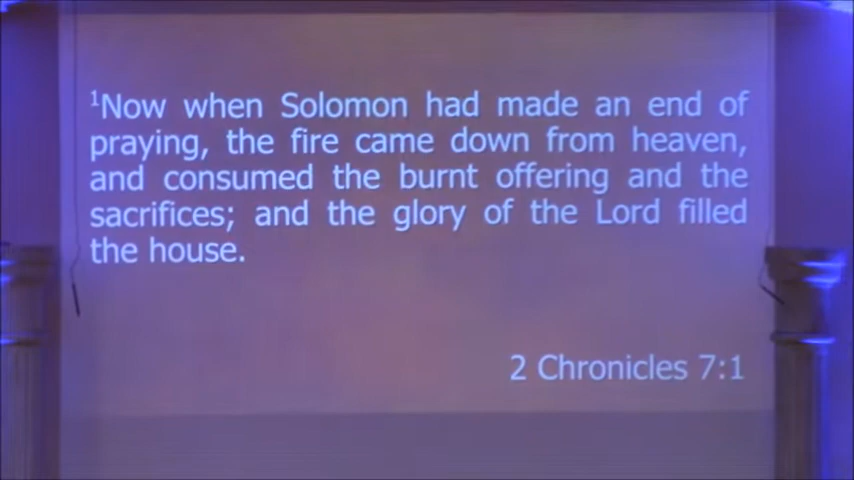 ¹Now when Solomon had made an end of
praying, the fire came down from heaven,
and consumed the burnt offering and the
sacrifices; and the glory of the Lord filled
the house.
2 Chronicles 7:1